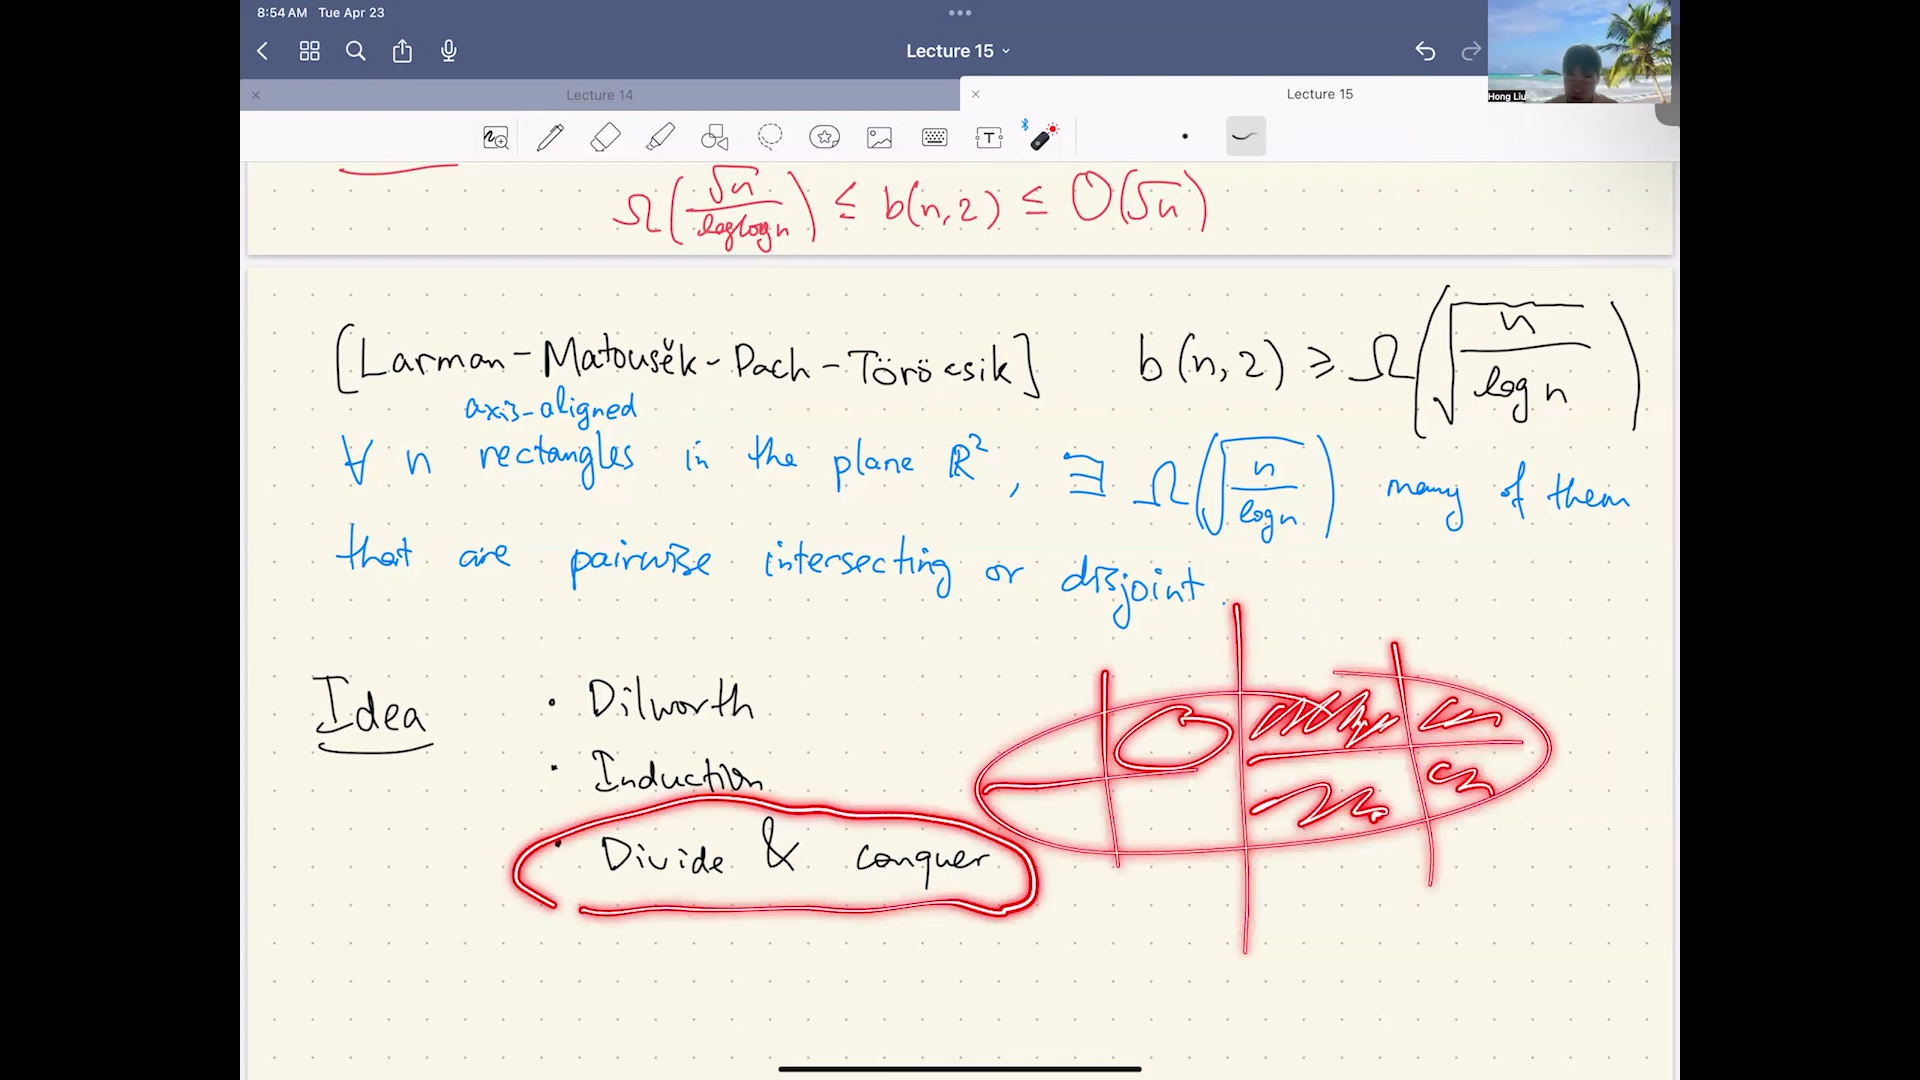 8:54 AM Tue Apr 23
Lecture 15
Lecture 14
Lecture 15
Hong Liu
Ω(√n / loglog n) ≤ b(n,2) ≤ O(√n)
[Larman-Matousěk-Pach-Töröcsik] b(n,2) ≥ Ω(√(n / log n))
axis-aligned
∀ n rectangles in the plane ℝ², ∃ Ω(√(n / log n)) many of them
that are pairwise intersecting or disjoint.
Idea
• Dilworth
• Induction
• Divide & conquer